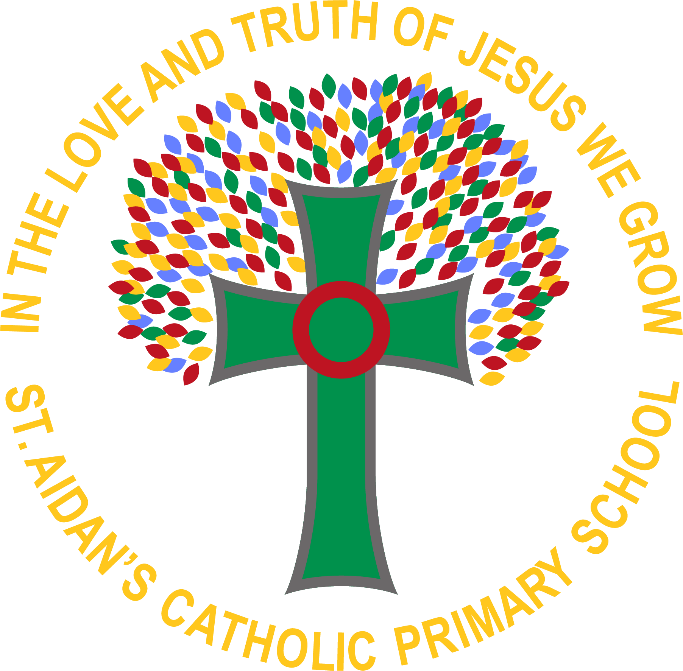 IN THE LOVE AND TRUTH OF JESUS WE GROW
ST. AIDAN'S CATHOLIC PRIMARY SCHOOL